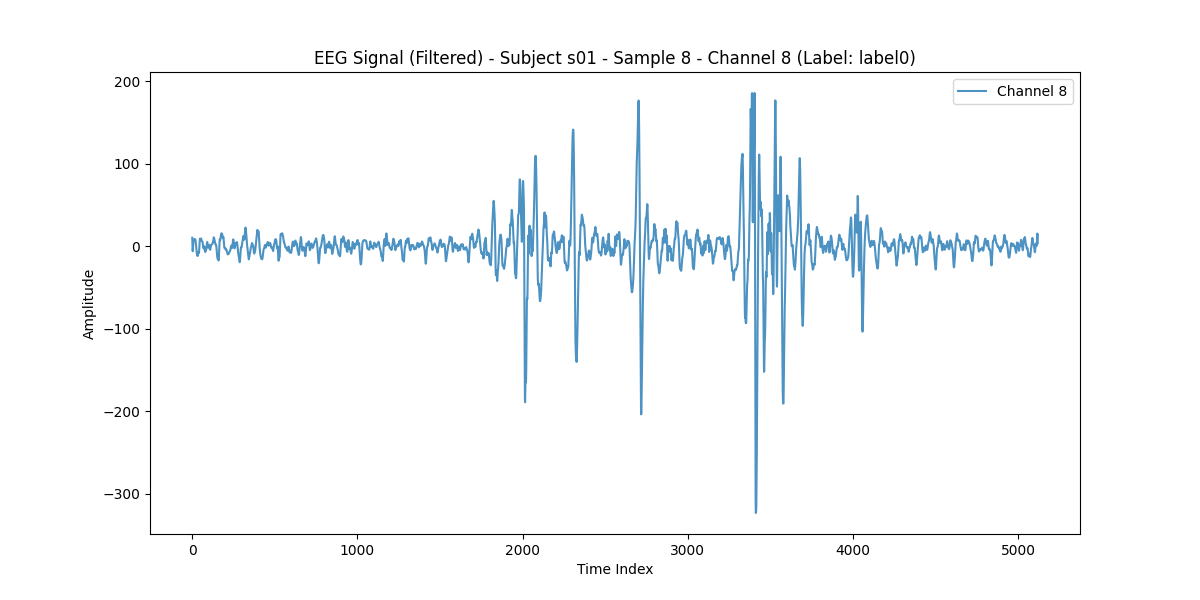 EEG Signal (Filtered) - Subject s01 - Sample 8 - Channel 8 (Label: label0)
Channel 8
200
100
0
−100
−200
−300
Amplitude
0 1000 2000 3000 4000 5000
Time Index